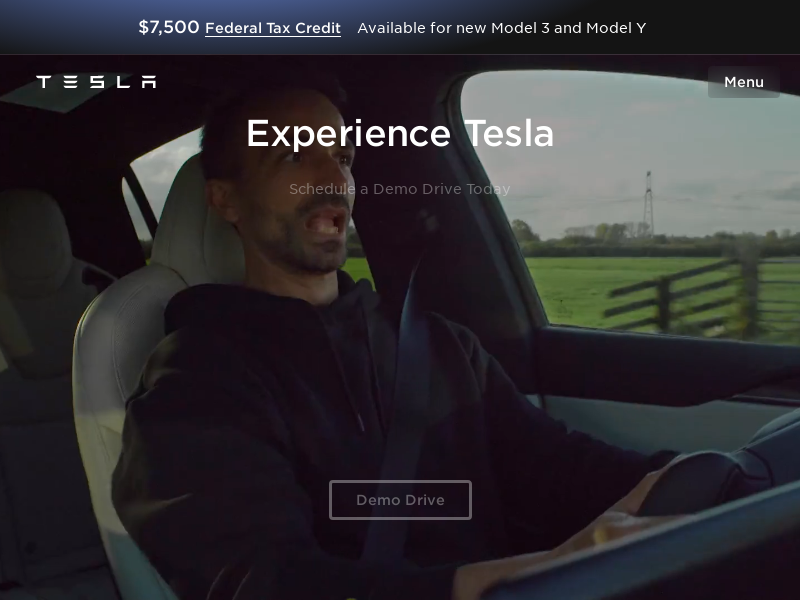 $7,500 Federal Tax Credit Available for new Model 3 and Model Y
TESLA
Menu
Experience Tesla
Schedule a Demo Drive Today
Demo Drive